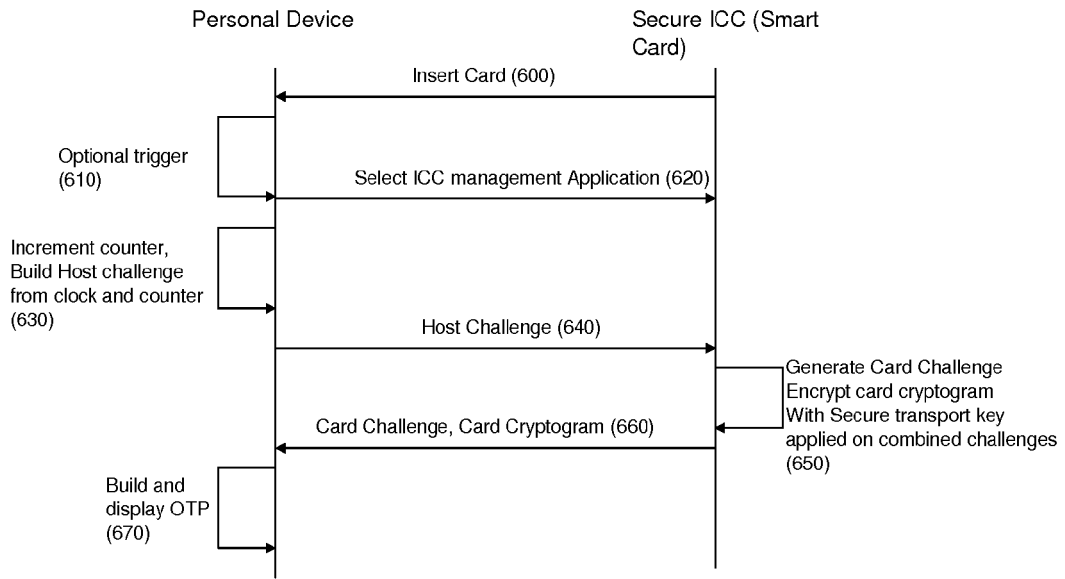 Personal Device
Secure ICC (Smart
Card)
Insert Card (600)
Optional trigger
(610)
Select ICC management Application (620)
Increment counter,
Build Host challenge
from clock and counter
(630)
Host Challenge (640)
Generate Card Challenge
Encrypt card cryptogram
With Secure transport key
applied on combined challenges
(650)
Card Challenge, Card Cryptogram (660)
Build and
display OTP
(670)